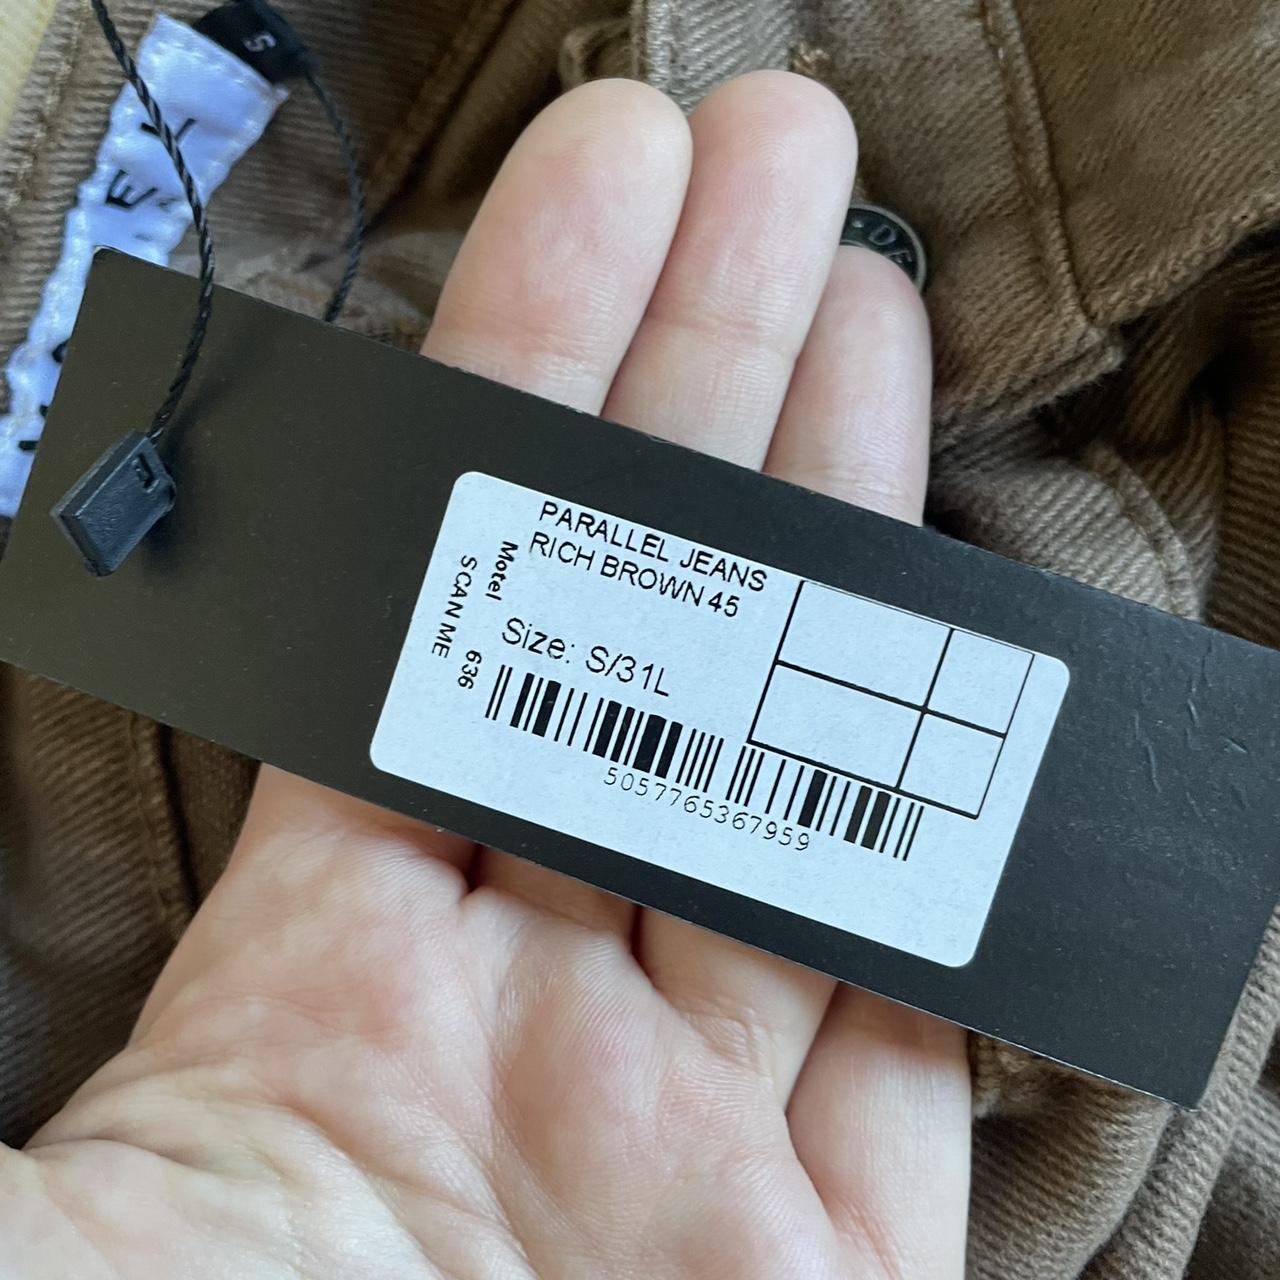 S
PARALLEL JEANS
RICH BROWN 45
Motel
SCAN ME
636
Size: S/31L
5057765367959